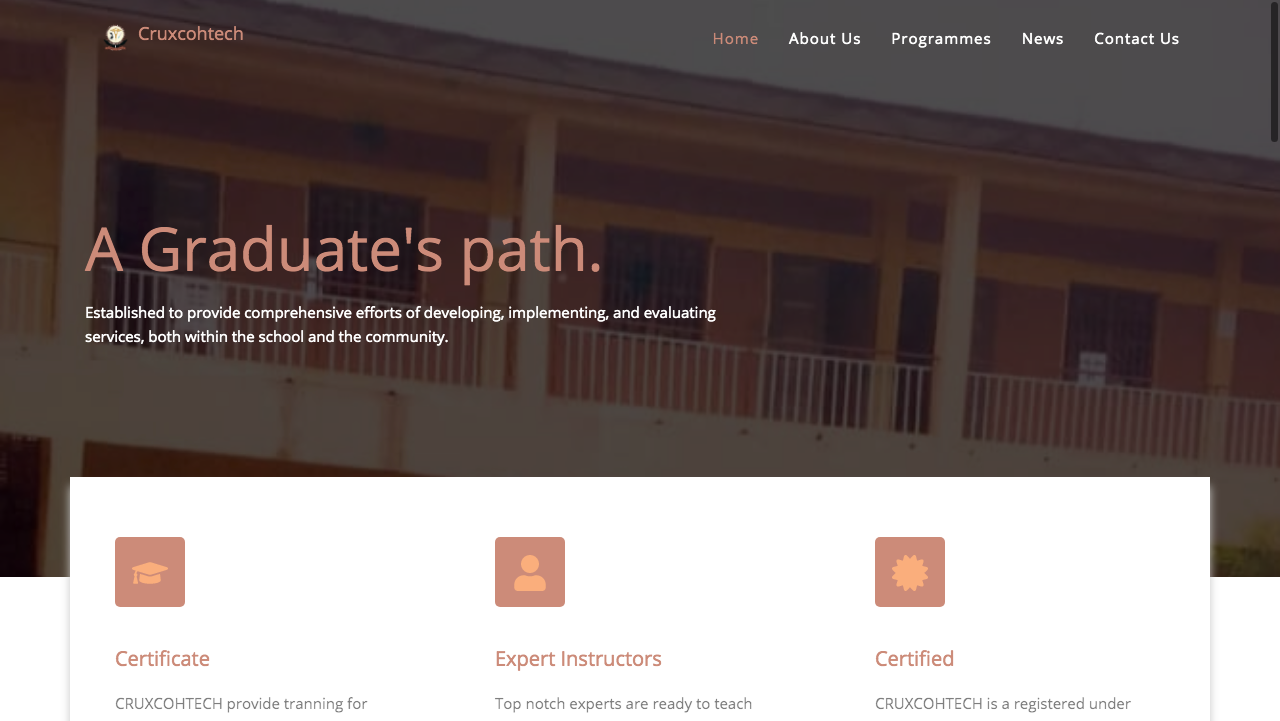 Cruxcohtech
Home About Us Programmes News Contact Us
A Graduate's path.
Established to provide comprehensive efforts of developing, implementing, and evaluating
services, both within the school and the community.
Certificate
Expert Instructors
Certified
CRUXCOHTECH provide tranning for
Top notch experts are ready to teach
CRUXCOHTECH is a registered under